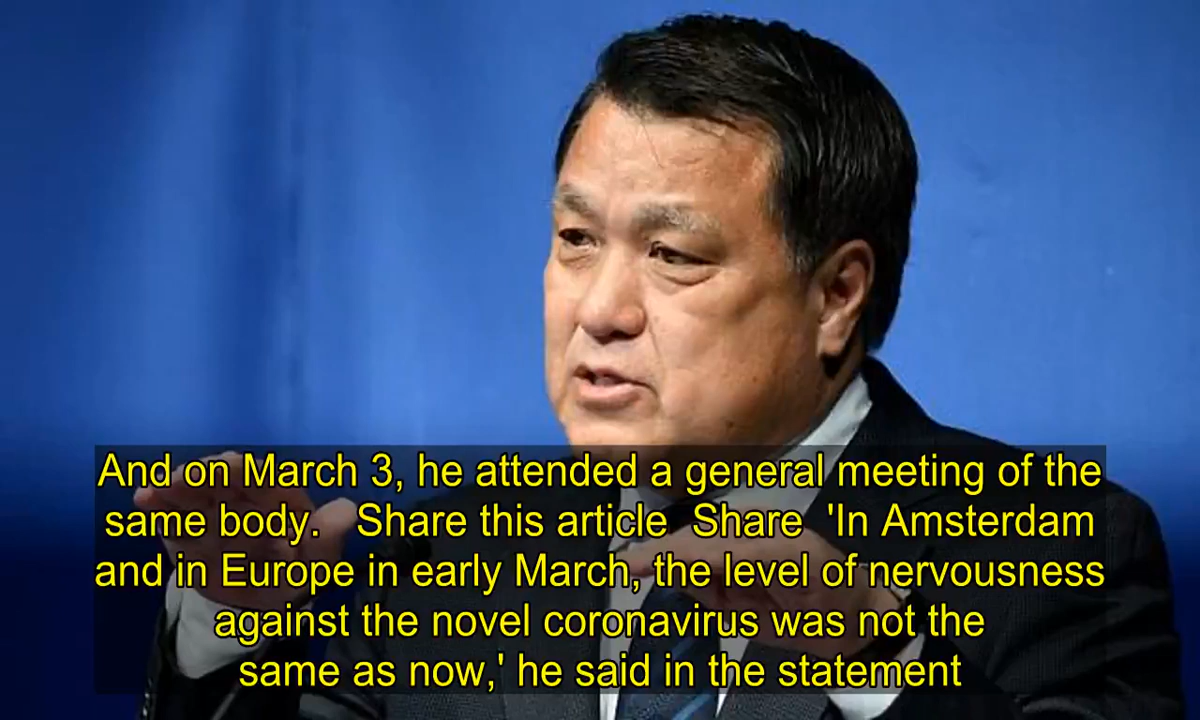 And on March 3, he attended a general meeting of the
same body.   Share this article  Share  'In Amsterdam
and in Europe in early March, the level of nervousness
against the novel coronavirus was not the
same as now,' he said in the statement